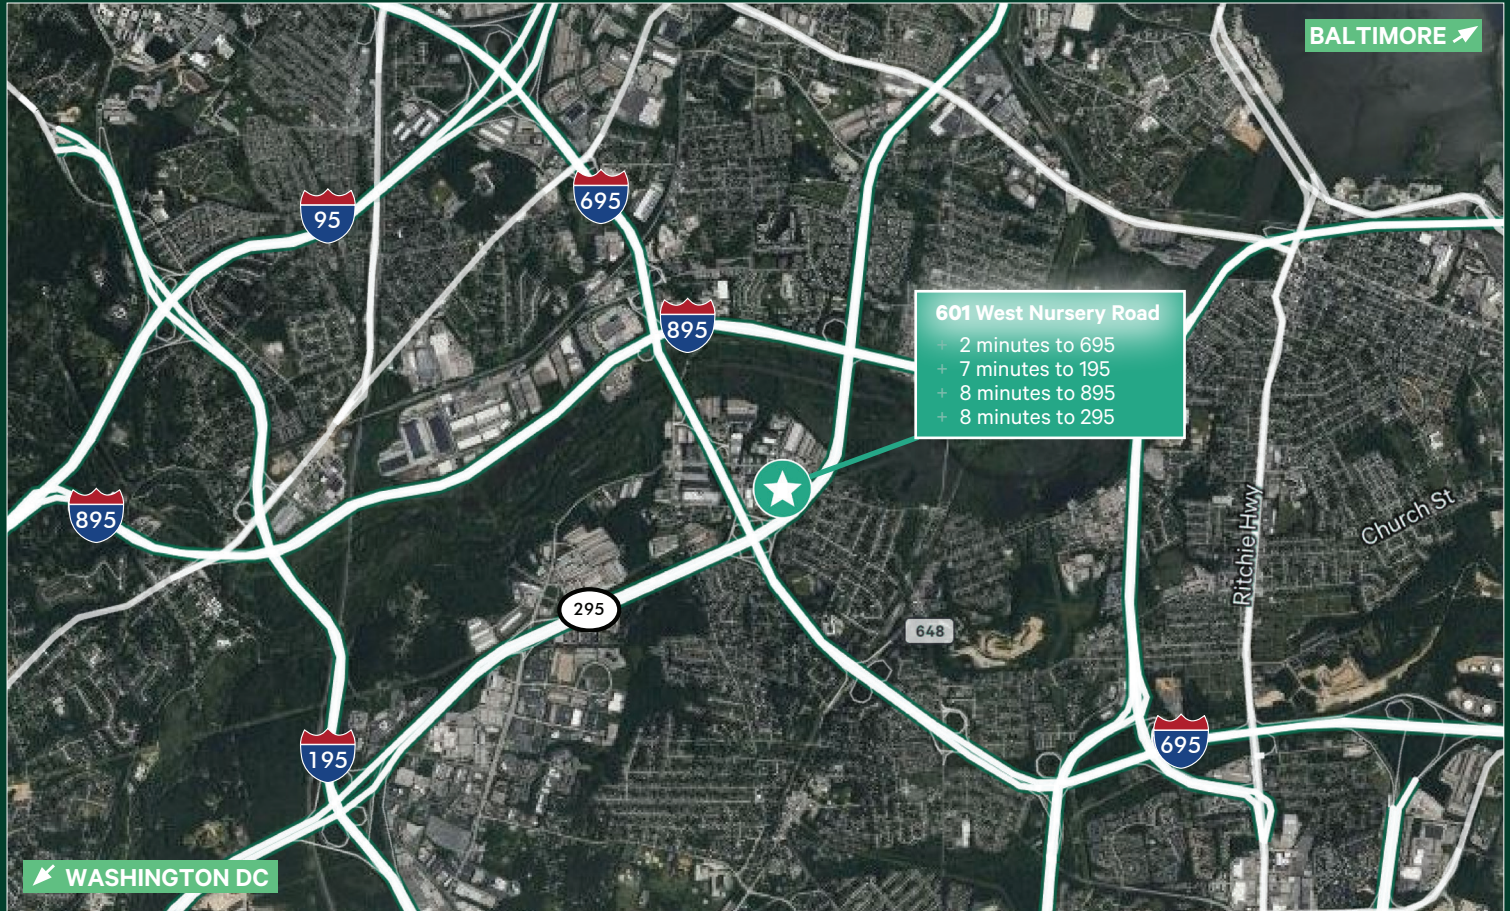 BALTIMORE
95
695
895
601 West Nursery Road
+ 2 minutes to 695
+ 7 minutes to 195
+ 8 minutes to 895
+ 8 minutes to 295
895
Ritchie Hwy
Church St
295
648
195
695
WASHINGTON DC